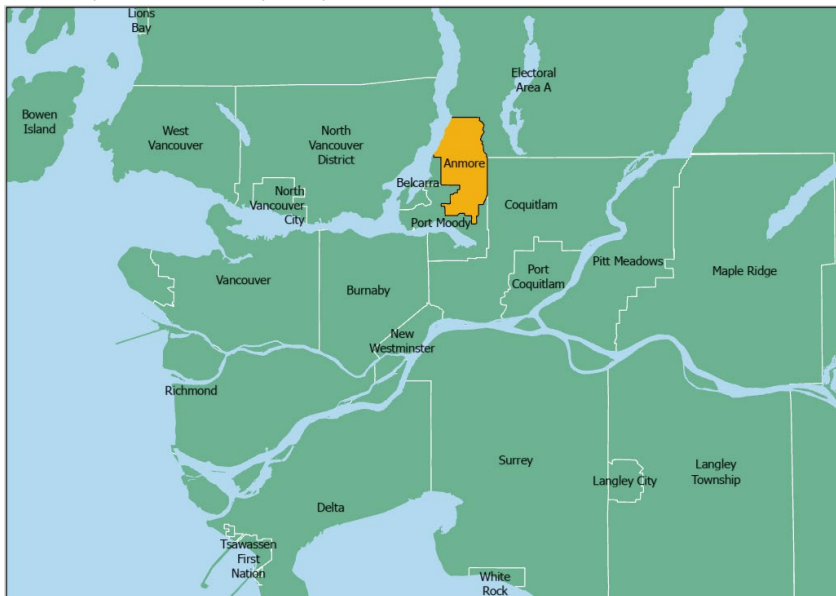 Lions
Bay
Electoral
Area A
Bowen
Island
West
Vancouver
North
Vancouver
District
Anmore
Belcarra
North
Vancouver
City
Coquitlam
Port Moody
Vancouver
Burnaby
Port
Coquitlam
Pitt Meadows
Maple Ridge
New
Westminster
Richmond
Surrey
Langley City
Langley
Township
Delta
Tsawassen
First
Nation
White
Rock